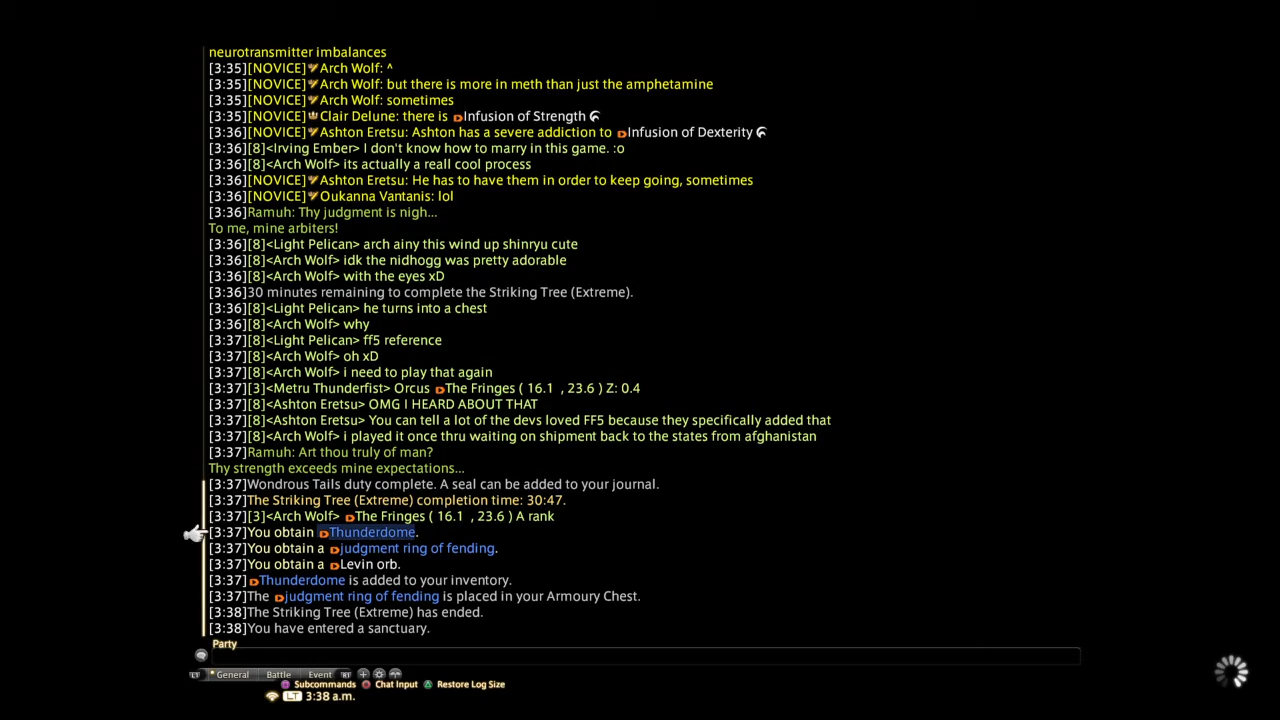 neurotransmitter imbalances
[3:35][NOVICE]Arch Wolf: ^
[3:35][NOVICE]Arch Wolf: but there is more in meth than just the amphetamine
[3:35][NOVICE]Arch Wolf: sometimes
[3:35][NOVICE]Clair Delune: there is Infusion of Strength
[3:36][NOVICE]Ashton Eretsu: Ashton has a severe addiction to Infusion of Dexterity
[3:36][8]<Irving Ember> I don't know how to marry in this game. :o
[3:36][8]<Arch Wolf> its actually a reall cool process
[3:36][NOVICE]Ashton Eretsu: He has to have them in order to keep going, sometimes
[3:36][NOVICE]Oukanna Vantanis: lol
[3:36]Ramuh: Thy judgment is nigh...
To me, mine arbiters!
[3:36][8]<Light Pelican> arch ainy this wind up shinryu cute
[3:36][8]<Arch Wolf> idk the nidhogg was pretty adorable
[3:36][8]<Arch Wolf> with the eyes xD
[3:36]30 minutes remaining to complete the Striking Tree (Extreme).
[3:36][8]<Light Pelican> he turns into a chest
[3:36][8]<Arch Wolf> why
[3:37][8]<Light Pelican> ff5 reference
[3:37][8]<Arch Wolf> oh xD
[3:37][8]<Arch Wolf> i need to play that again
[3:37][3]<Metru Thunderfist> Orcus The Fringes ( 16.1 , 23.6 ) Z: 0.4
[3:37][8]<Ashton Eretsu> OMG I HEARD ABOUT THAT
[3:37][8]<Ashton Eretsu> You can tell a lot of the devs loved FF5 because they specifically added that
[3:37][8]<Arch Wolf> i played it once thru waiting on shipment back to the states from afghanistan
[3:37]Ramuh: Art thou truly of man?
Thy strength exceeds mine expectations...
[3:37]Wondrous Tails duty complete. A seal can be added to your journal.
[3:37]The Striking Tree (Extreme) completion time: 30:47.
[3:37][3]<Arch Wolf> The Fringes ( 16.1 , 23.6 ) A rank
[3:37]You obtain Thunderdome.
[3:37]You obtain a judgment ring of fending.
[3:37]You obtain a Levin orb.
[3:37]Thunderdome is added to your inventory.
[3:37]The judgment ring of fending is placed in your Armoury Chest.
[3:38]The Striking Tree (Extreme) has ended.
[3:38]You have entered a sanctuary.
Party
L1 General Battle Event R1
Subcommands Chat Input Restore Log Size
LT 3:38 a.m.